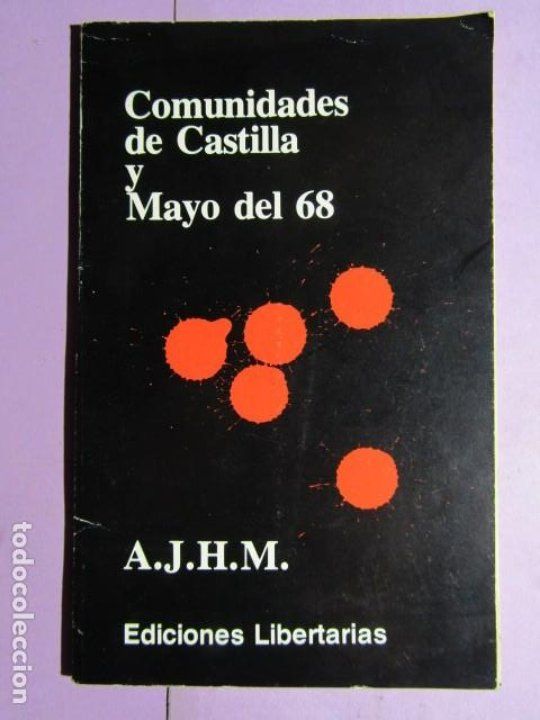 Comunidades
de Castilla
y
Mayo del 68
A.J.H.M.
Ediciones Libertarias
todocoleccion